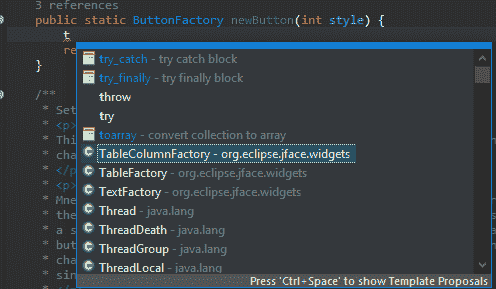 3 references
public static ButtonFactory newButton(int style) {
t
re
try_catch - try catch block
try_finally - try finally block
throw
try
toarray - convert collection to array
TableColumnFactory - org.eclipse.jface.widgets
TableFactory - org.eclipse.jface.widgets
TextFactory - org.eclipse.jface.widgets
Thread - java.lang
ThreadDeath - java.lang
ThreadGroup - java.lang
ThreadLocal - java.lang
Press 'Ctrl+Space' to show Template Proposals
}
/**
* Set
* <p>
* Thi
* cha
* </p
* <p>
* Mne
* the
* a s
* but
* cha
* sin